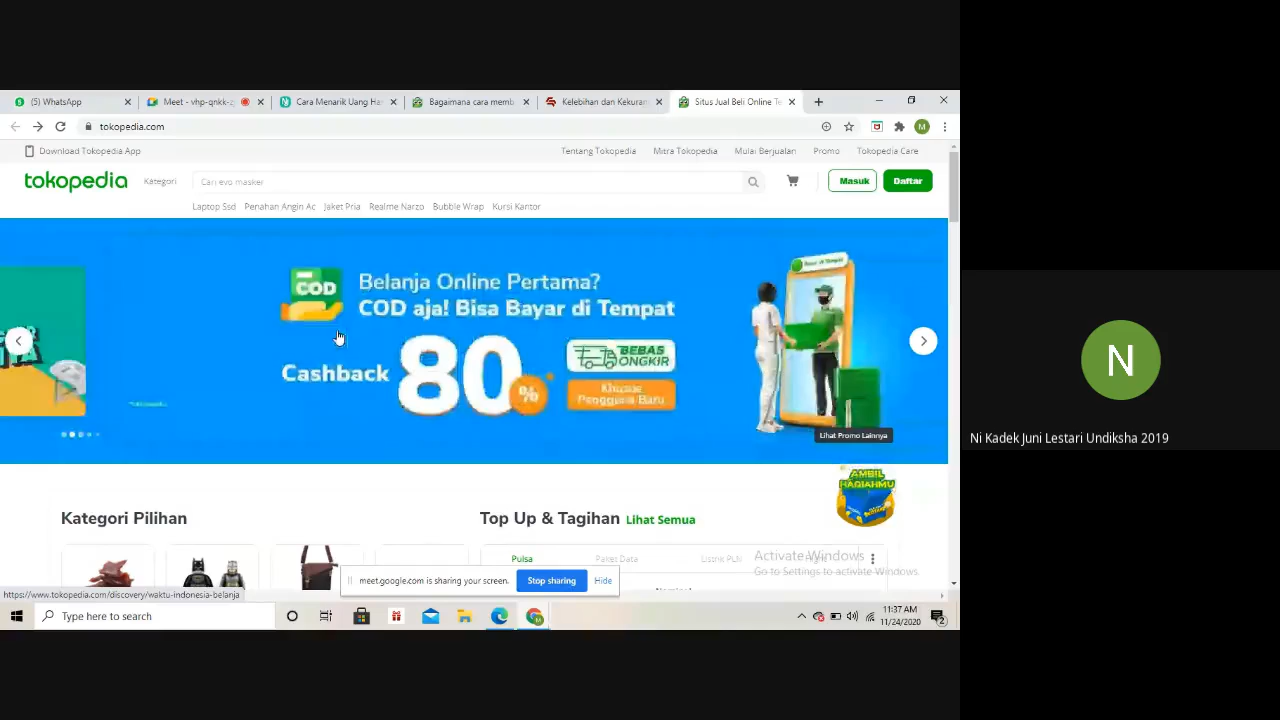 (5) WhatsApp
Meet - vhp-qnkk-z
Cara Menarik Uang Ha
Bagaimana cara memb
Kelebihan dan Kekuran
Situs Jual Beli Online Te
tokopedia.com
Download Tokopedia App
Tentang Tokopedia
Mitra Tokopedia
Mulai Berjualan
Promo
Tokopedia Care
tokopedia
Kategori
Cari evo masker
Masuk
Daftar
Laptop Ssd
Penahan Angin Ac
Jaket Pria
Realme Narzo
Bubble Wrap
Kursi Kantor
COD
Belanja Online Pertama?
COD aja! Bisa Bayar di Tempat
Cashback 80%
BEBAS
ONGKIR
Khusus
Pengguna Baru
Lihat Promo Lainnya
AMBIL
HADIAHMU
Kategori Pilihan
Top Up & Tagihan Lihat Semua
Pulsa
Paket Data
Listrik PLN
Activate Windows
Go to Settings to activate Windows.
meet.google.com is sharing your screen.
Stop sharing
Hide
https://www.tokopedia.com/discovery/waktu-indonesia-belanja
Type here to search
11:37 AM
11/24/2020
2
N
Ni Kadek Juni Lestari Undiksha 2019